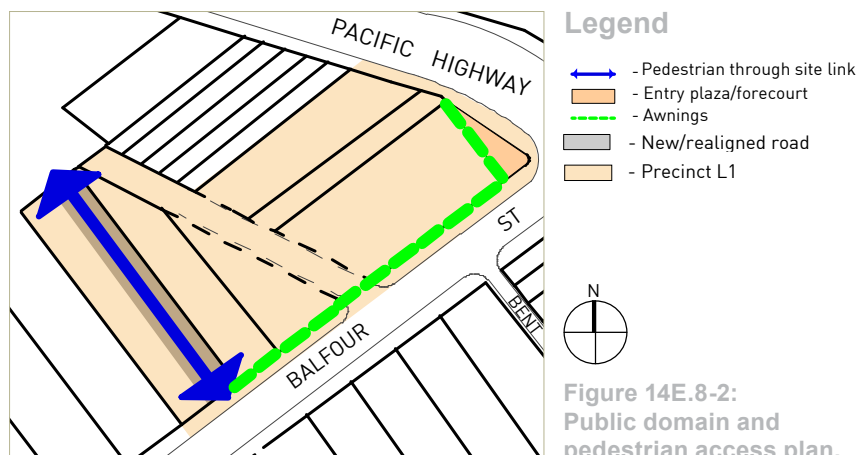 PACIFIC HIGHWAY
ST
BENT
BALFOUR
Legend
- Pedestrian through site link
- Entry plaza/forecourt
- Awnings
- New/realigned road
- Precinct L1
N
Figure 14E.8-2:
Public domain and
pedestrian access plan.